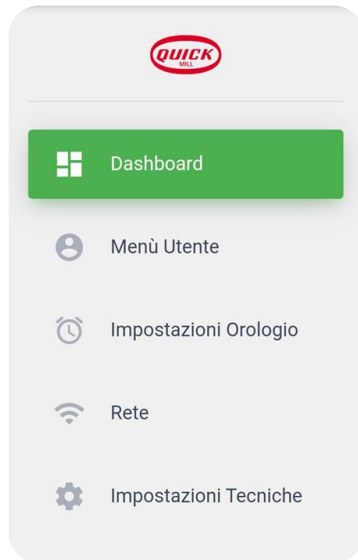 QUICK
MILL
Dashboard
Menù Utente
Impostazioni Orologio
Rete
Impostazioni Tecniche